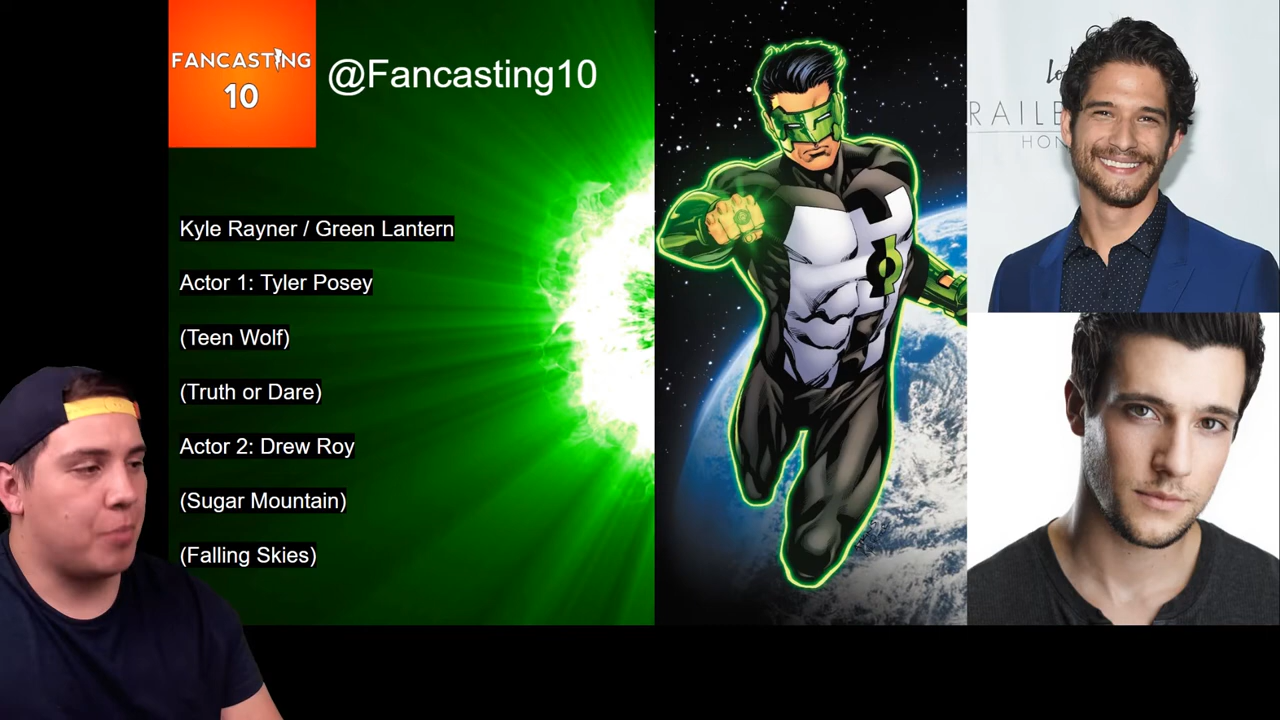 FANCASTING
10
@Fancasting10
Kyle Rayner / Green Lantern
Actor 1: Tyler Posey
(Teen Wolf)
(Truth or Dare)
Actor 2: Drew Roy
(Sugar Mountain)
(Falling Skies)